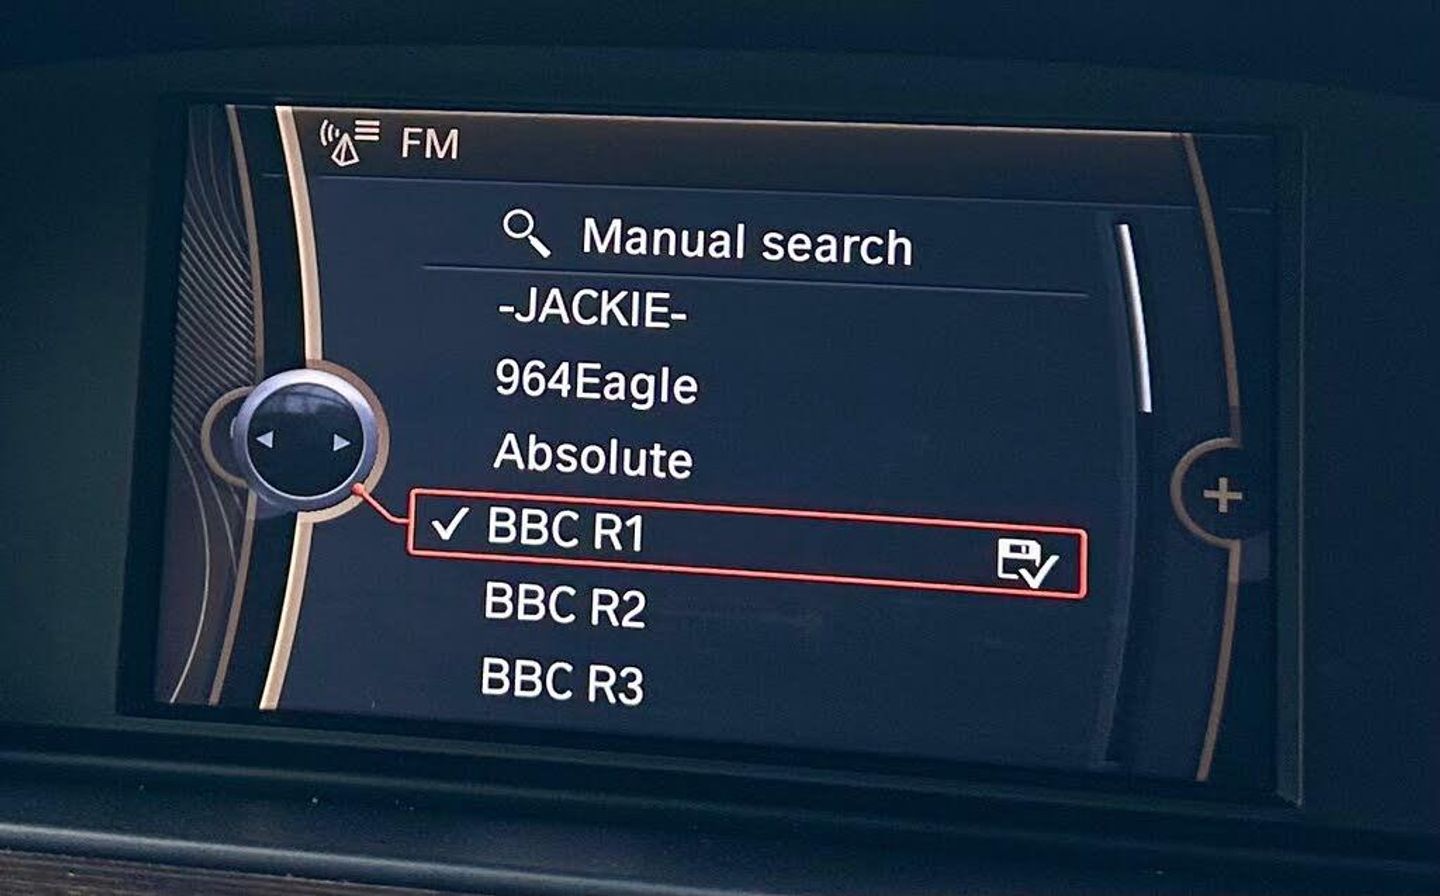 FM
Manual search
-JACKIE-
964Eagle
Absolute
BBC R1
BBC R2
BBC R3